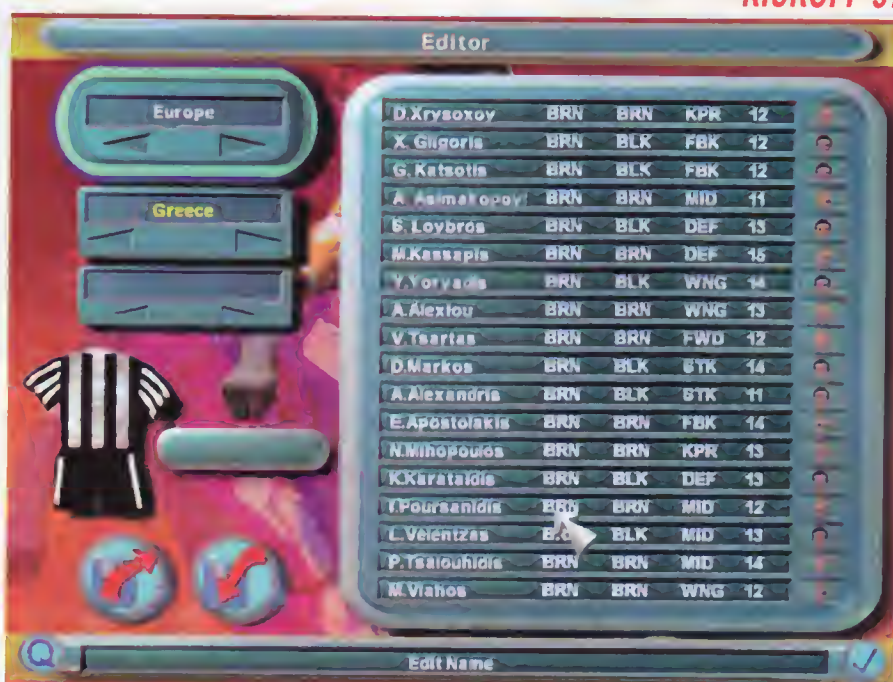 KICKOFF 97
Editor
Europe
Greece
D.Xrysoxoy BRN BRN KPR 12
X. Gligoris BRN BLK FBK 12
G. Katsotis BRN BLK FBK 12
A. Asimakopoy BRN BRN MID 11
S. Loybros BRN BLK DEF 13
M.Kassapis BRN BRN DEF 15
Y.Yoryadis BRN BLK WNG 14
A.Alexiou BRN BRN WNG 13
V.Tsartas BRN BRN FWD 12
D.Markos BRN BLK STK 14
A.Alexandris BRN BLK STK 11
E.Apostolakis BRN BRN FBK 14
N.Mihopoulos BRN BRN KPR 13
K.Karataidis BRN BLK DEF 13
T.Poursanidis BRN BRN MID 12
L.Velentzas BLK MID 13
P.Tsalouhidis BRN BRN MID 14
M.Vlahos BRN BRN WNG 12
Q
Edit Name